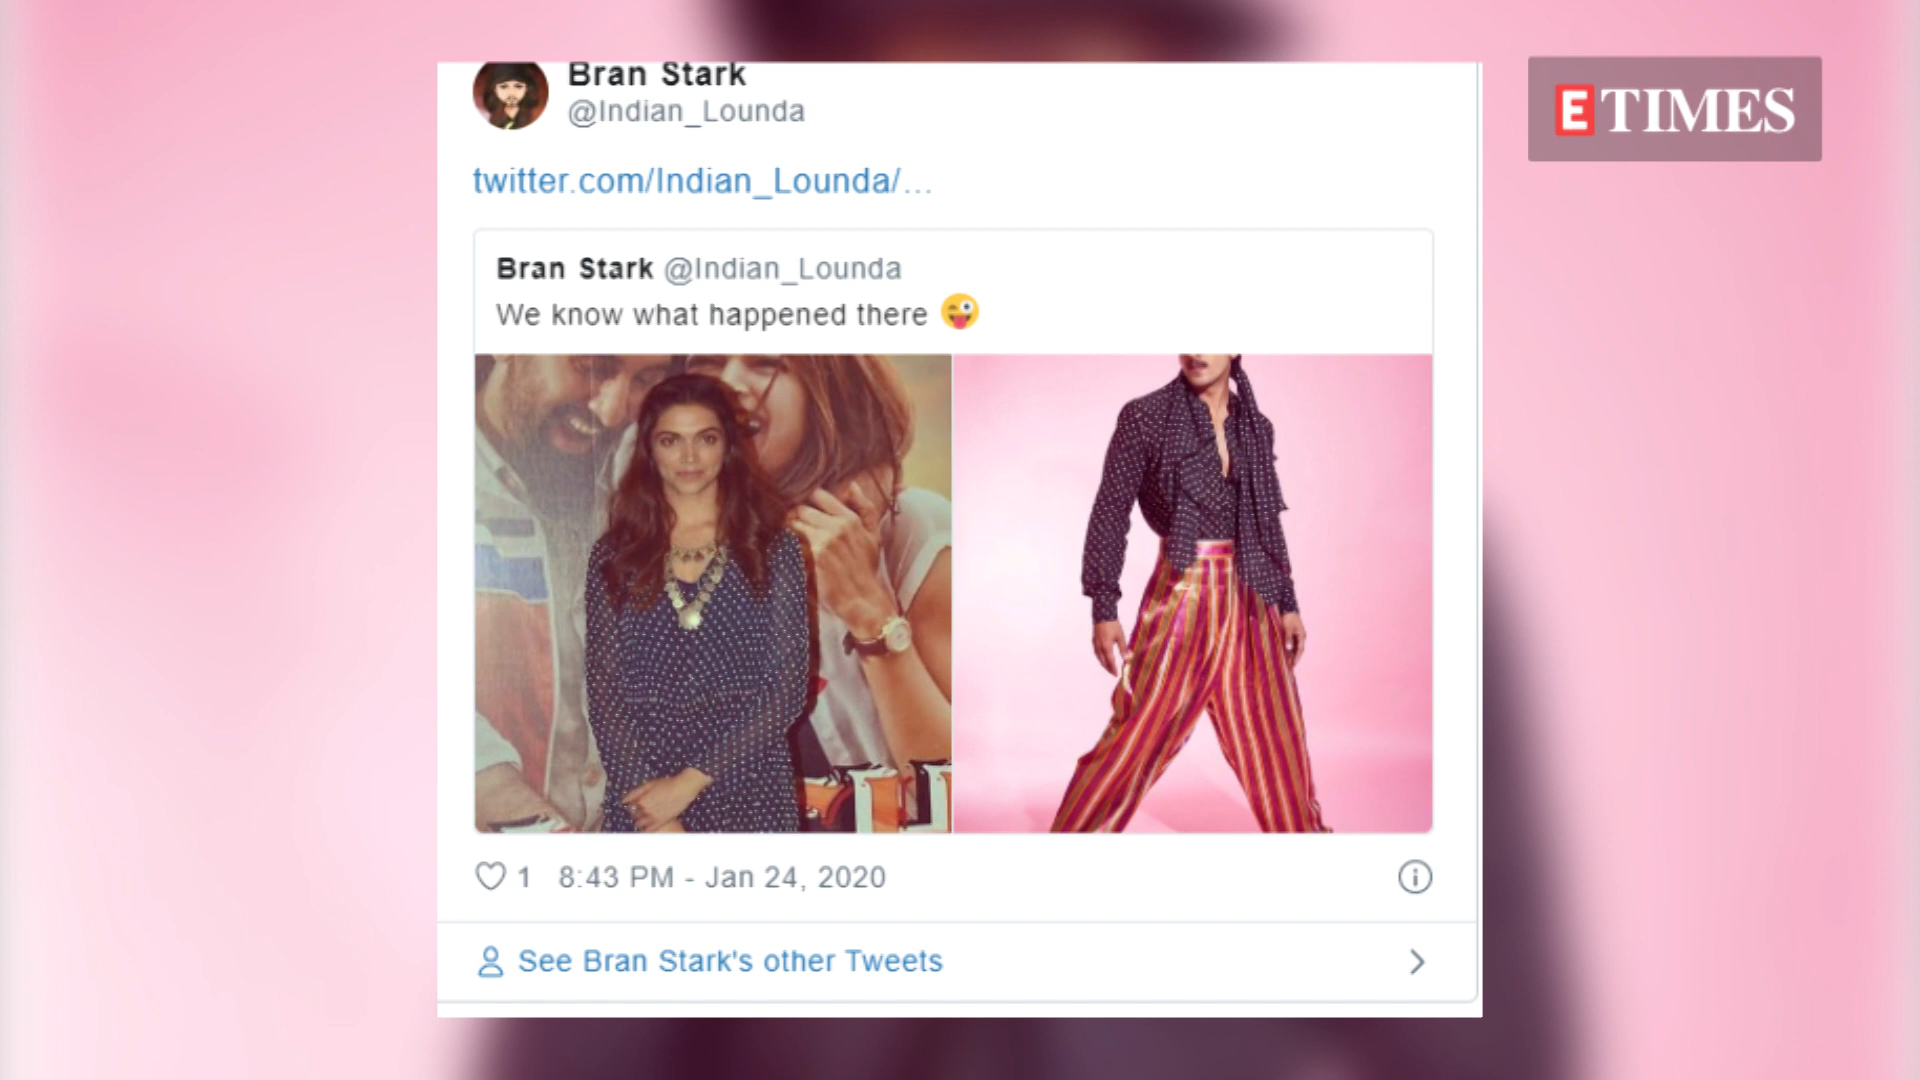 Bran Stark
@Indian_Lounda
ETIMES
twitter.com/Indian_Lounda/...
Bran Stark @Indian_Lounda
We know what happened there 😜
1 8:43 PM - Jan 24, 2020
See Bran Stark's other Tweets